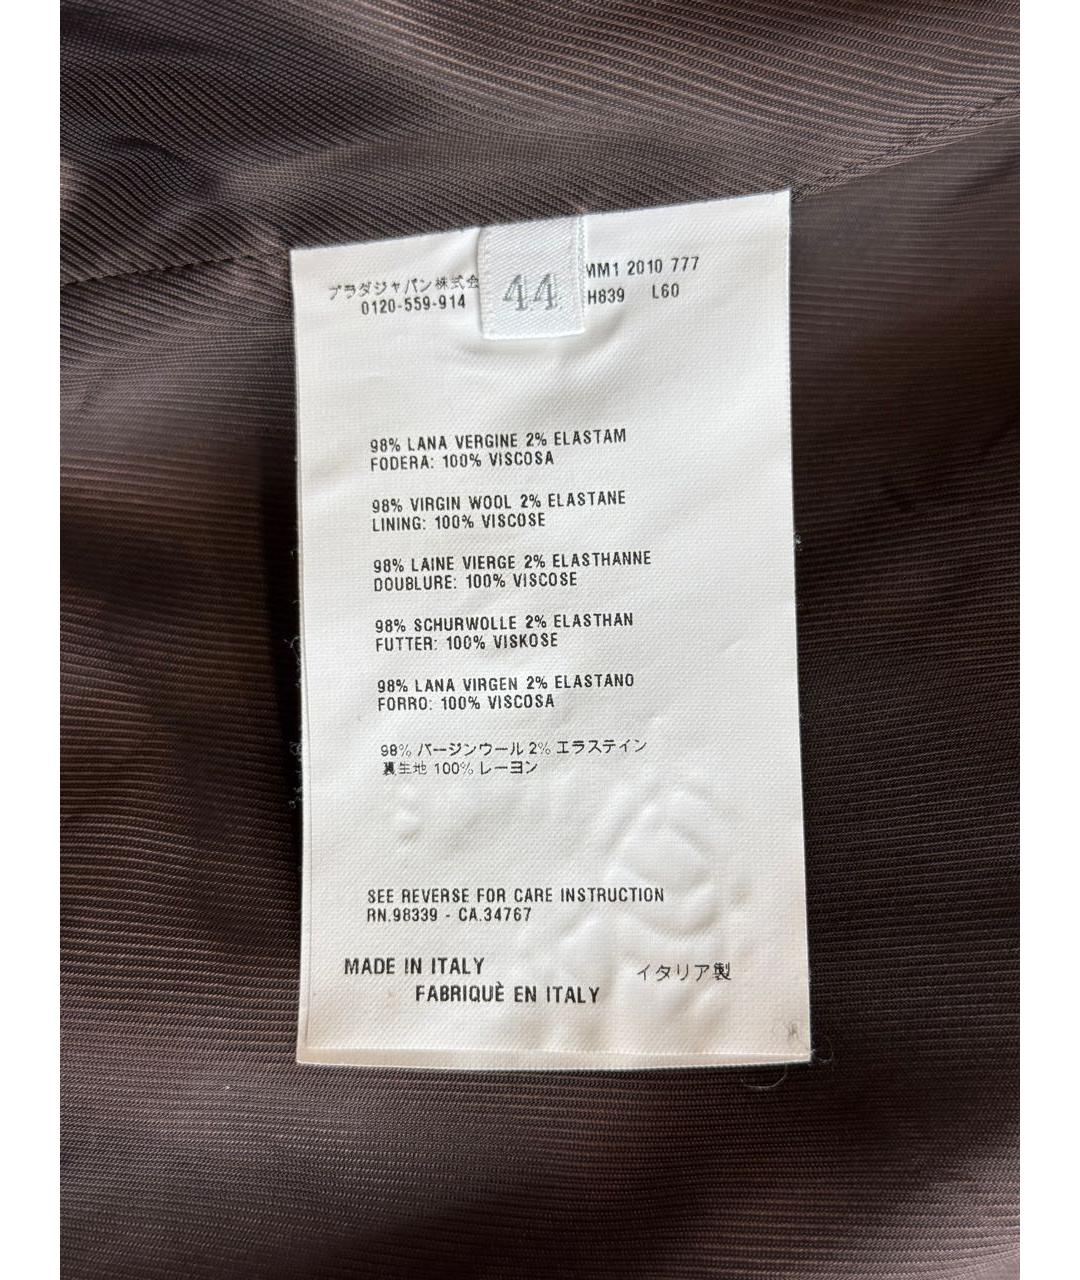 プラダジャパン株式会
0120-559-914
44
MM1 2010 777
H839 L60
98% LANA VERGINE 2% ELASTAM
FODERA: 100% VISCOSA
98% VIRGIN WOOL 2% ELASTANE
LINING: 100% VISCOSE
98% LAINE VIERGE 2% ELASTHANNE
DOUBLURE: 100% VISCOSE
98% SCHURWOLLE 2% ELASTHAN
FUTTER: 100% VISKOSE
98% LANA VIRGEN 2% ELASTANO
FORRO: 100% VISCOSA
98% バージンウール 2% エラステイン
裏生地 100% レーヨン
SEE REVERSE FOR CARE INSTRUCTION
RN.98339 - CA.34767
MADE IN ITALY
イタリア製
FABRIQUÈ EN ITALY